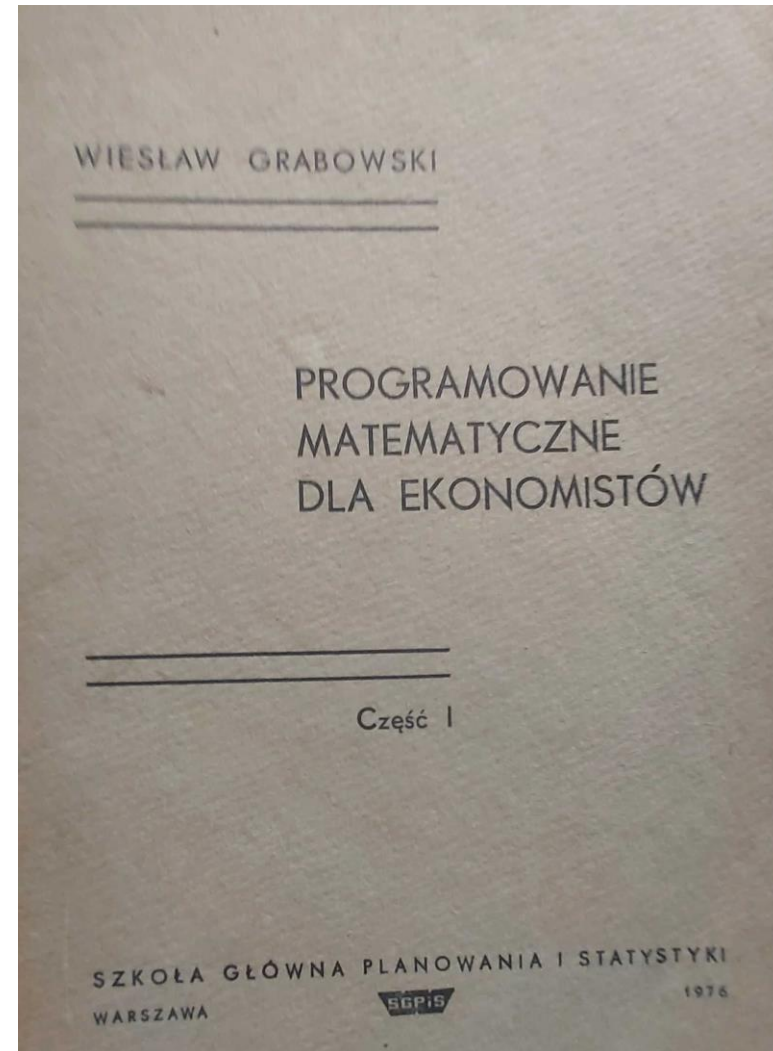 WIESŁAW GRABOWSKI
PROGRAMOWANIE
MATEMATYCZNE
DLA EKONOMISTÓW
Część I
SZKOŁA GŁÓWNA PLANOWANIA I STATYSTYKI
WARSZAWA SGPiS 1976